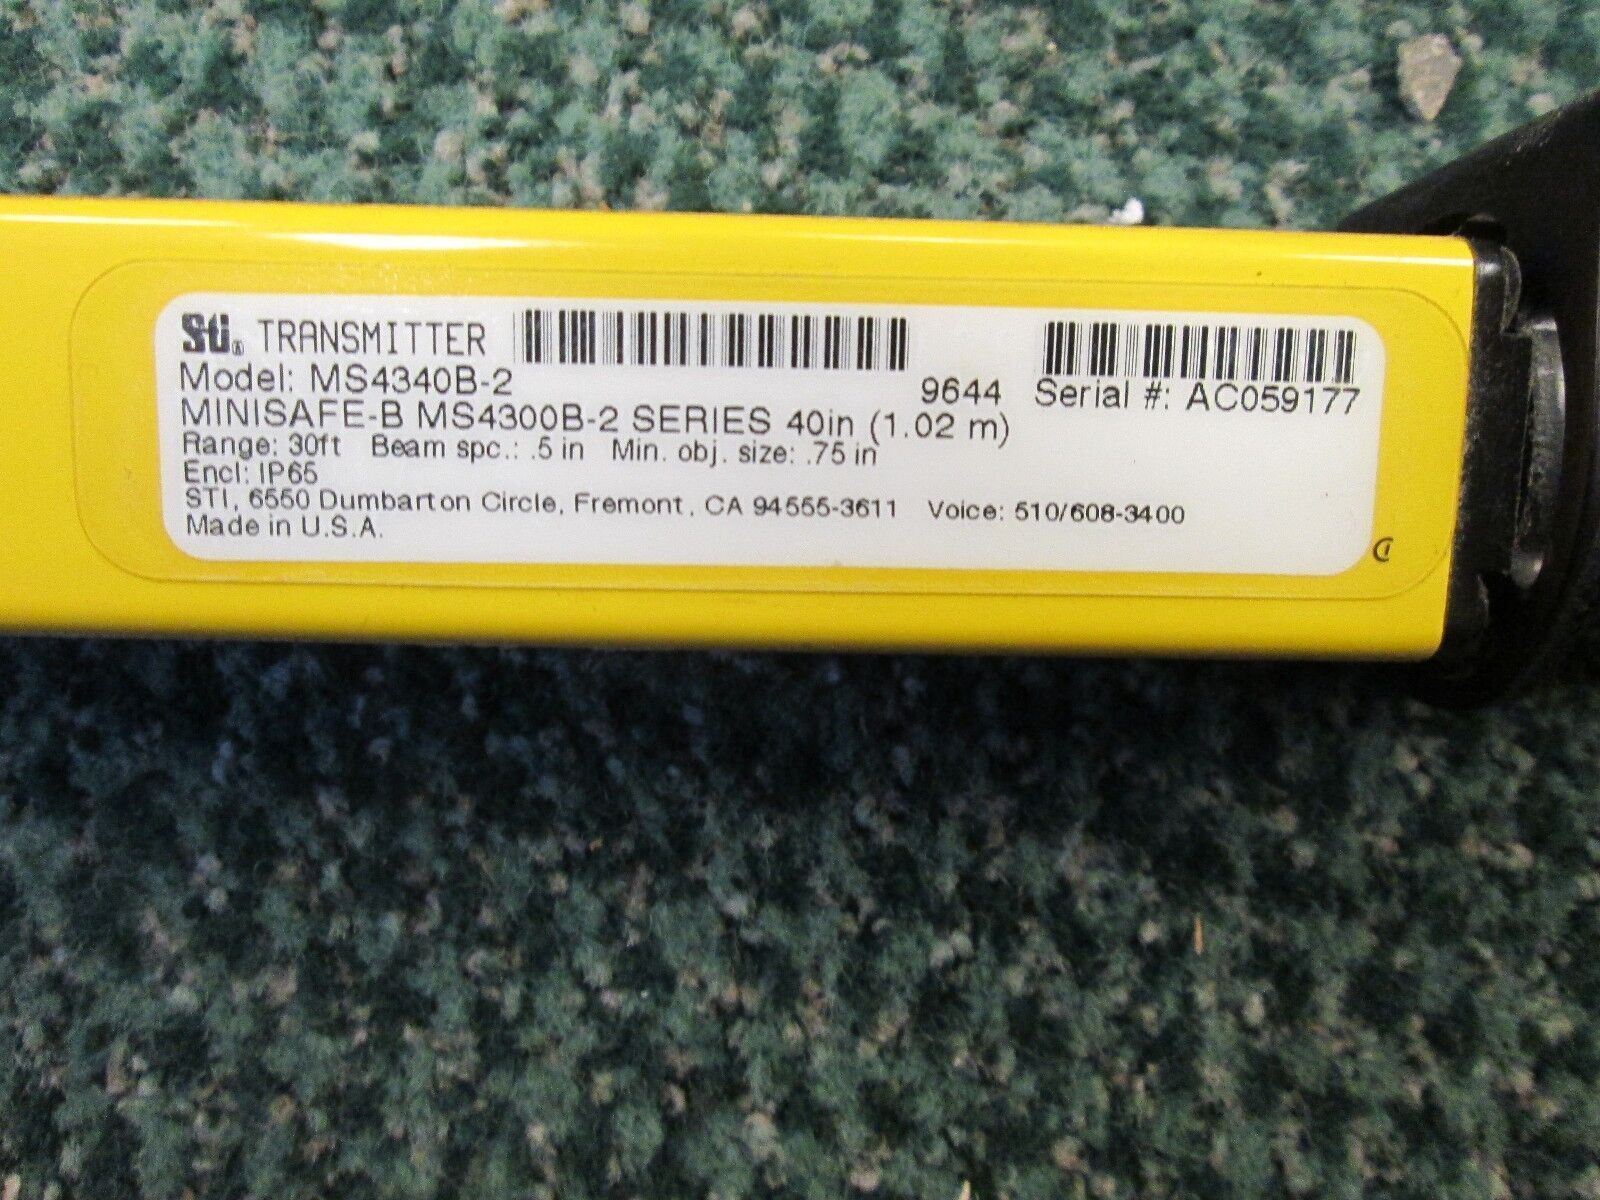 STI TRANSMITTER
Model: MS4340B-2 9644 Serial #: AC059177
MINISAFE-B MS4300B-2 SERIES 40in (1.02 m)
Range: 30ft Beam spc.: .5 in Min. obj. size: .75 in
Encl: IP65
STI, 6550 Dumbarton Circle, Fremont, CA 94555-3611 Voice: 510/608-3400
Made in U.S.A.